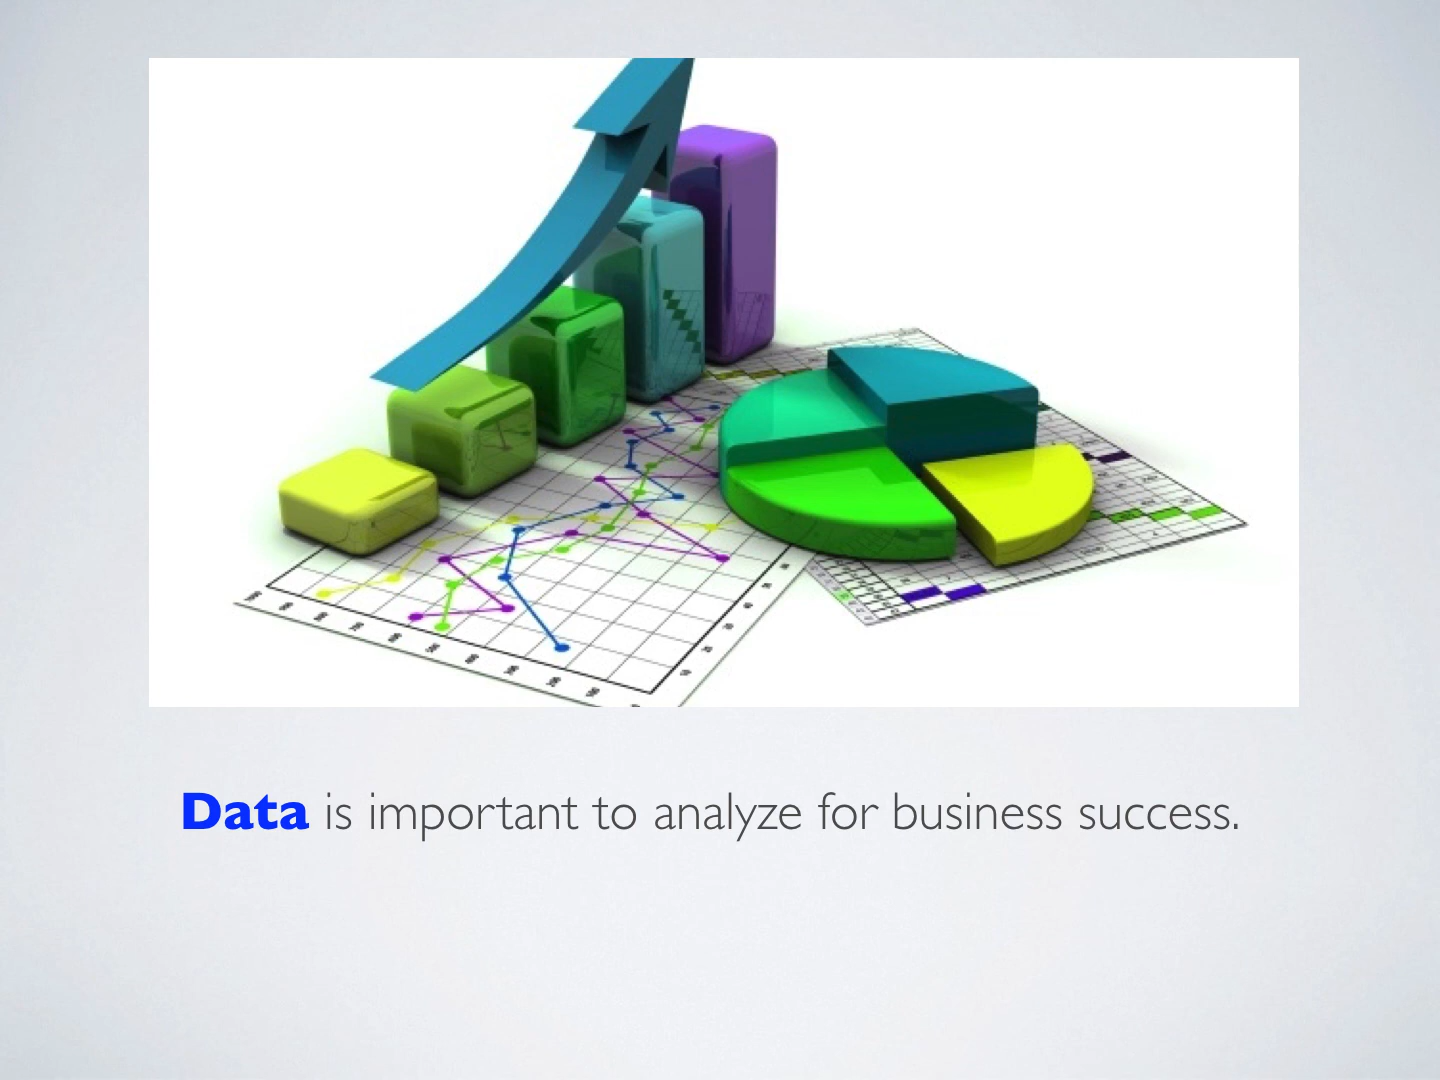 Data is important to analyze for business success.